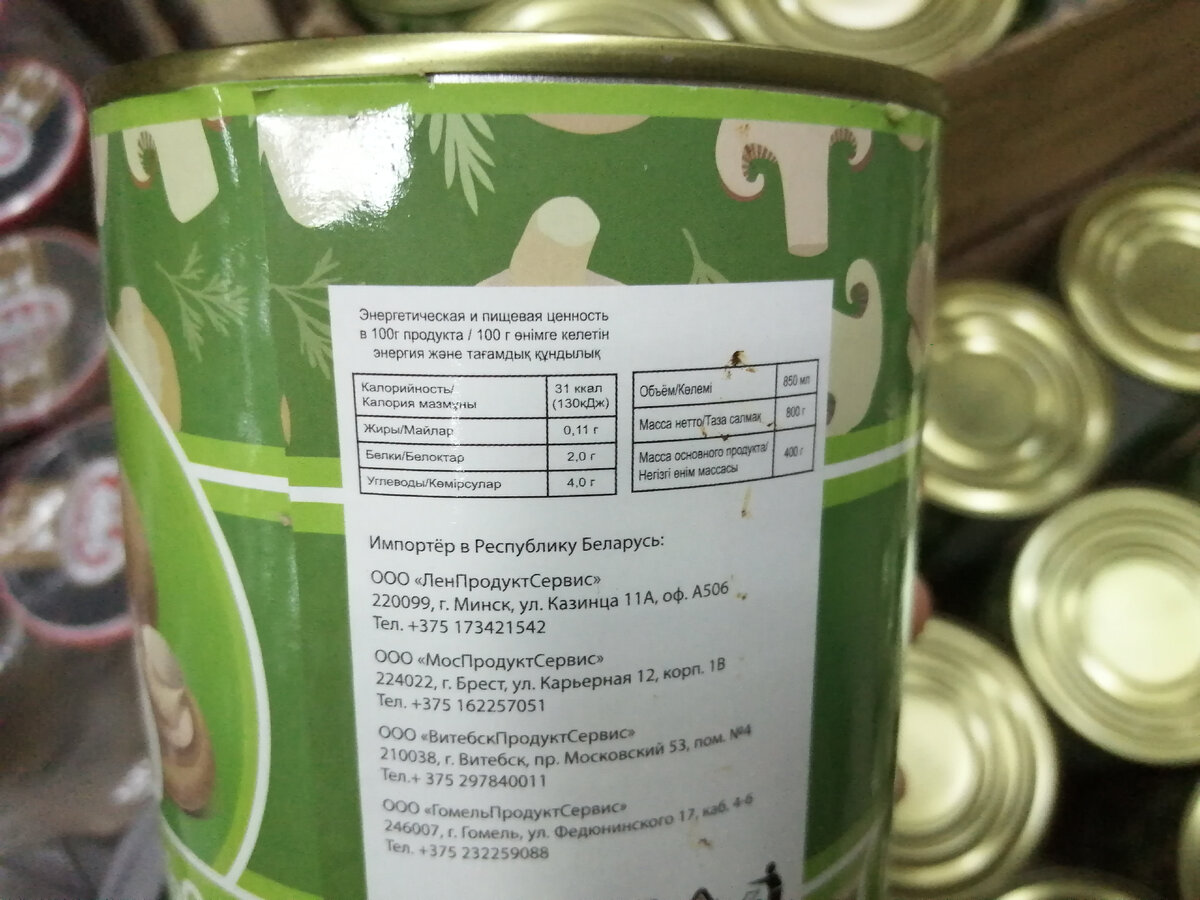 Энергетическая и пищевая ценность
в 100г продукта / 100 г өнімге келетін
энергия және тағамдық құндылық
Калорийность/
Калория мазмұны
31 ккал
(130кДж)
Жиры/Майлар
0,11 г
Белки/Белоктар
2,0 г
Углеводы/Көмірсулар
4,0 г
Объём/Көлемі
850 мл
Масса нетто/Таза салмақ
800 г
Масса основного продукта/
Негізгі өнім массасы
400 г
Импортёр в Республику Беларусь:
ООО «ЛенПродуктСервис»
220099, г. Минск, ул. Казинца 11А, оф. А506
Тел. +375 173421542
ООО «МосПродуктСервис»
224022, г. Брест, ул. Карьерная 12, корп. 1В
Тел. +375 162257051
ООО «ВитебскПродуктСервис»
210038, г. Витебск, пр. Московский 53, пом. №4
Тел.+ 375 297840011
ООО «ГомельПродуктСервис»
246007, г. Гомель, ул. Федюнинского 17, каб. 4-6
Тел. +375 232259088